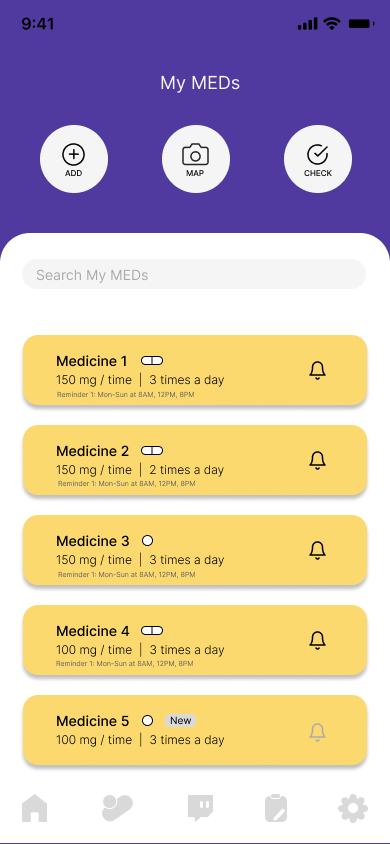 9:41
My MEDs
ADD
MAP
CHECK
Search My MEDs
Medicine 1
150 mg / time | 3 times a day
Reminder 1: Mon-Sun at 8AM, 12PM, 8PM
Medicine 2
150 mg / time | 2 times a day
Reminder 1: Mon-Sun at 8AM, 12PM, 8PM
Medicine 3
150 mg / time | 3 times a day
Reminder 1: Mon-Sun at 8AM, 12PM, 8PM
Medicine 4
100 mg / time | 3 times a day
Reminder 1: Mon-Sun at 8AM, 12PM, 8PM
Medicine 5 New
100 mg / time | 3 times a day